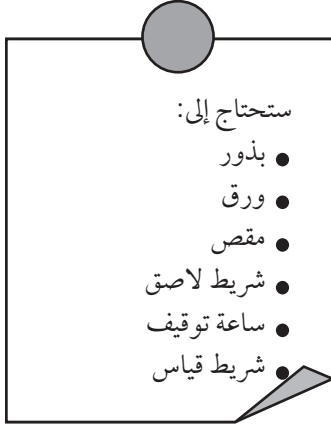 ستحتاج إلى:
● بذور
● ورق
● مقص
● شريط لاصق
● ساعة توقيف
● شريط قياس